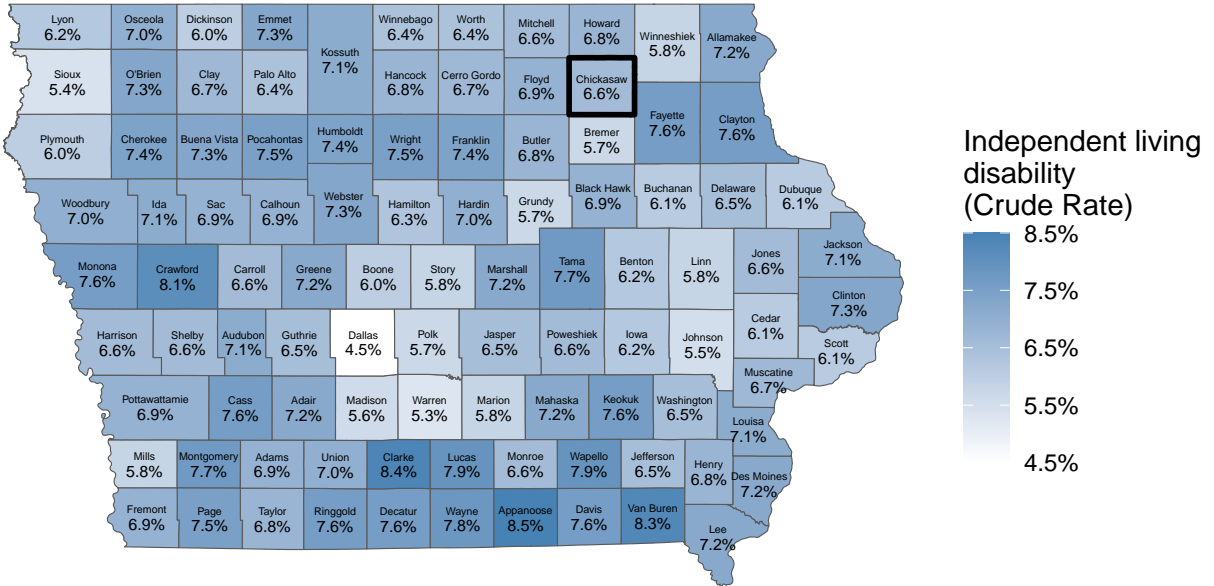 Lyon
6.2%
Osceola
7.0%
Dickinson
6.0%
Emmet
7.3%
Kossuth
7.1%
Winnebago
6.4%
Worth
6.4%
Mitchell
6.6%
Howard
6.8%
Winneshiek
5.8%
Allamakee
7.2%
Sioux
5.4%
O'Brien
7.3%
Clay
6.7%
Palo Alto
6.4%
Hancock
6.8%
Cerro Gordo
6.7%
Floyd
6.9%
Chickasaw
6.6%
Fayette
7.6%
Clayton
7.6%
Plymouth
6.0%
Cherokee
7.4%
Buena Vista
7.3%
Pocahontas
7.5%
Humboldt
7.4%
Wright
7.5%
Franklin
7.4%
Butler
6.8%
Bremer
5.7%
Woodbury
7.0%
Ida
7.1%
Sac
6.9%
Calhoun
6.9%
Webster
7.3%
Hamilton
6.3%
Hardin
7.0%
Grundy
5.7%
Black Hawk
6.9%
Buchanan
6.1%
Delaware
6.5%
Dubuque
6.1%
Monona
7.6%
Crawford
8.1%
Carroll
6.6%
Greene
7.2%
Boone
6.0%
Story
5.8%
Marshall
7.2%
Tama
7.7%
Benton
6.2%
Linn
5.8%
Jones
6.6%
Jackson
7.1%
Clinton
7.3%
Harrison
6.6%
Shelby
6.6%
Audubon
7.1%
Guthrie
6.5%
Dallas
4.5%
Polk
5.7%
Jasper
6.5%
Poweshiek
6.6%
Iowa
6.2%
Johnson
5.5%
Cedar
6.1%
Scott
6.1%
Muscatine
6.7%
Pottawattamie
6.9%
Cass
7.6%
Adair
7.2%
Madison
5.6%
Warren
5.3%
Marion
5.8%
Mahaska
7.2%
Keokuk
7.6%
Washington
6.5%
Louisa
7.1%
Mills
5.8%
Montgomery
7.7%
Adams
6.9%
Union
7.0%
Clarke
8.4%
Lucas
7.9%
Monroe
6.6%
Wapello
7.9%
Jefferson
6.5%
Henry
6.8%
Des Moines
7.2%
Fremont
6.9%
Page
7.5%
Taylor
6.8%
Ringgold
7.6%
Decatur
7.6%
Wayne
7.8%
Appanoose
8.5%
Davis
7.6%
Van Buren
8.3%
Lee
7.2%
Independent living
disability
(Crude Rate)
8.5%
7.5%
6.5%
5.5%
4.5%